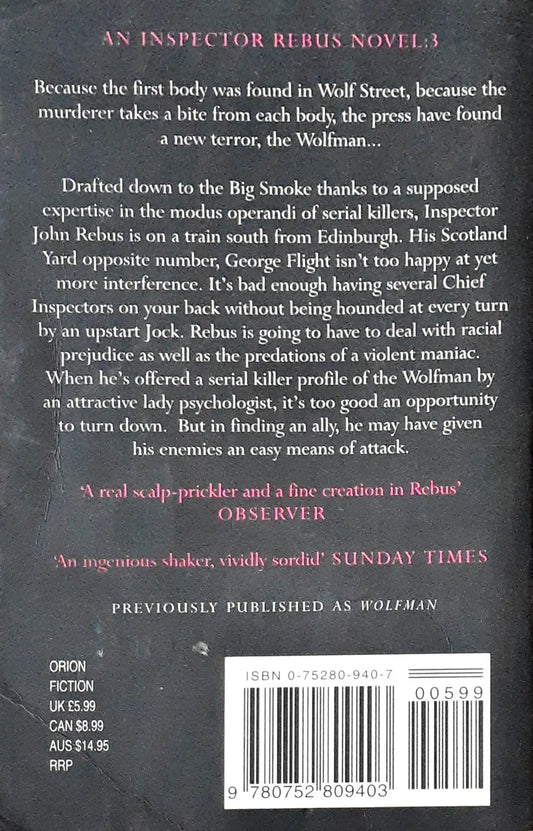 AN INSPECTOR REBUS NOVEL:3
Because the first body was found in Wolf Street, because the
murderer takes a bite from each body, the press have found
a new terror, the Wolfman...
Drafted down to the Big Smoke thanks to a supposed
expertise in the modus operandi of serial killers, Inspector
John Rebus is on a train south from Edinburgh. His Scotland
Yard opposite number, George Flight isn't too happy at yet
more interference. It's bad enough having several Chief
Inspectors on your back without being hounded at every turn
by an upstart Jock. Rebus is going to have to deal with racial
prejudice as well as the predations of a violent maniac.
When he's offered a serial killer profile of the Wolfman by
an attractive lady psychologist, it's too good an opportunity
to turn down. But in finding an ally, he may have given
his enemies an easy means of attack.
'A real scalp-prickler and a fine creation in Rebus'
OBSERVER
'An ingenious shaker, vividly sordid' SUNDAY TIMES
PREVIOUSLY PUBLISHED AS WOLFMAN
ORION
FICTION
UK £5.99
CAN $8.99
AUS $14.95
RRP
ISBN 0-75280-940-7
00599
9 780752 809403